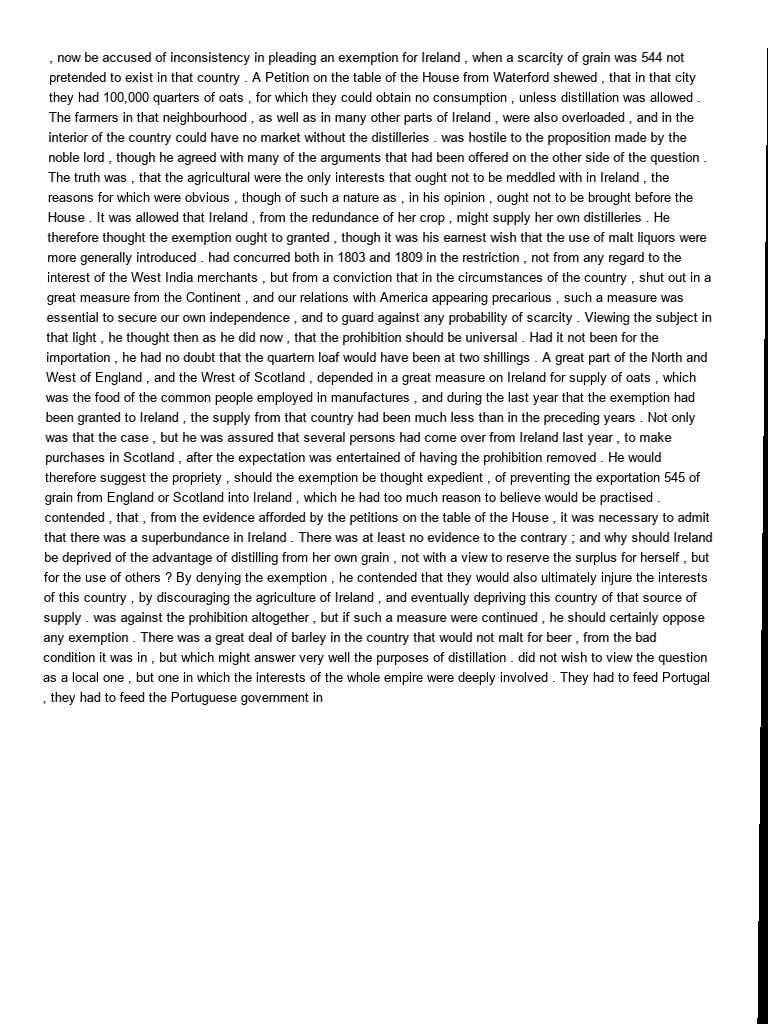 , now be accused of inconsistency in pleading an exemption for Ireland , when a scarcity of grain was 544 not
pretended to exist in that country . A Petition on the table of the House from Waterford shewed , that in that city
they had 100,000 quarters of oats , for which they could obtain no consumption , unless distillation was allowed .
The farmers in that neighbourhood , as well as in many other parts of Ireland , were also overloaded , and in the
interior of the country could have no market without the distilleries . was hostile to the proposition made by the
noble lord , though he agreed with many of the arguments that had been offered on the other side of the question .
The truth was , that the agricultural were the only interests that ought not to be meddled with in Ireland , the
reasons for which were obvious , though of such a nature as , in his opinion , ought not to be brought before the
House . It was allowed that Ireland , from the redundance of her crop , might supply her own distilleries . He
therefore thought the exemption ought to granted , though it was his earnest wish that the use of malt liquors were
more generally introduced . had concurred both in 1803 and 1809 in the restriction , not from any regard to the
interest of the West India merchants , but from a conviction that in the circumstances of the country , shut out in a
great measure from the Continent , and our relations with America appearing precarious , such a measure was
essential to secure our own independence , and to guard against any probability of scarcity . Viewing the subject in
that light , he thought then as he did now , that the prohibition should be universal . Had it not been for the
importation , he had no doubt that the quartern loaf would have been at two shillings . A great part of the North and
West of England , and the Wrest of Scotland , depended in a great measure on Ireland for supply of oats , which
was the food of the common people employed in manufactures , and during the last year that the exemption had
been granted to Ireland , the supply from that country had been much less than in the preceding years . Not only
was that the case , but he was assured that several persons had come over from Ireland last year , to make
purchases in Scotland , after the expectation was entertained of having the prohibition removed . He would
therefore suggest the propriety , should the exemption be thought expedient , of preventing the exportation 545 of
grain from England or Scotland into Ireland , which he had too much reason to believe would be practised .
contended , that , from the evidence afforded by the petitions on the table of the House , it was necessary to admit
that there was a superbundance in Ireland . There was at least no evidence to the contrary ; and why should Ireland
be deprived of the advantage of distilling from her own grain , not with a view to reserve the surplus for herself , but
for the use of others ? By denying the exemption , he contended that they would also ultimately injure the interests
of this country , by discouraging the agriculture of Ireland , and eventually depriving this country of that source of
supply . was against the prohibition altogether , but if such a measure were continued , he should certainly oppose
any exemption . There was a great deal of barley in the country that would not malt for beer , from the bad
condition it was in , but which might answer very well the purposes of distillation . did not wish to view the question
as a local one , but one in which the interests of the whole empire were deeply involved . They had to feed Portugal
, they had to feed the Portuguese government in